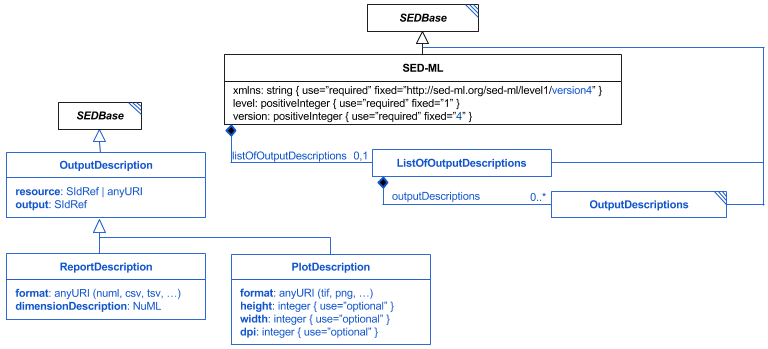 SEDBase
SED-ML
xmlns: string { use="required" fixed="http://sed-ml.org/sed-ml/level1/version4" }
level: positiveInteger { use="required" fixed="1" }
version: positiveInteger { use="required" fixed="4" }
SEDBase
listOfOutputDescriptions 0,1
ListOfOutputDescriptions
outputDescriptions 0..*
OutputDescriptions
OutputDescription
resource: SIdRef | anyURI
output: SIdRef
ReportDescription
format: anyURI (numl, csv, tsv, …)
dimensionDescription: NuML
PlotDescription
format: anyURI (tif, png, …)
height: integer { use="optional" }
width: integer { use="optional" }
dpi: integer { use="optional" }